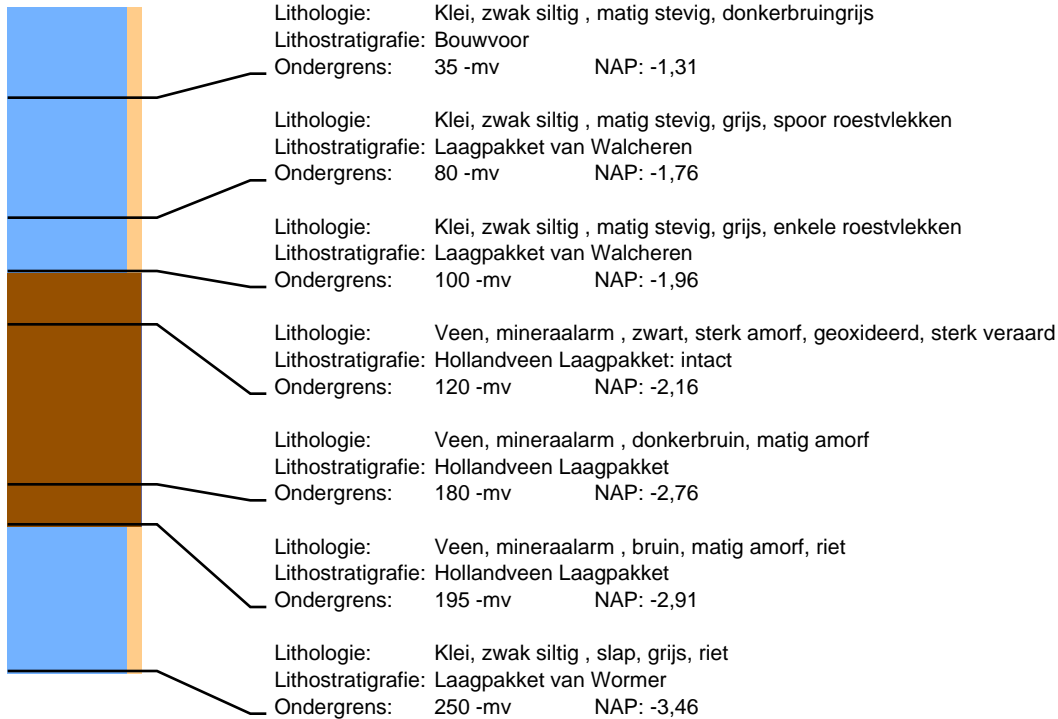 Lithologie: Klei, zwak siltig , matig stevig, donkerbruingrijs
Lithostratigrafie: Bouwvoor
Ondergrens: 35 -mv NAP: -1,31
Lithologie: Klei, zwak siltig , matig stevig, grijs, spoor roestvlekken
Lithostratigrafie: Laagpakket van Walcheren
Ondergrens: 80 -mv NAP: -1,76
Lithologie: Klei, zwak siltig , matig stevig, grijs, enkele roestvlekken
Lithostratigrafie: Laagpakket van Walcheren
Ondergrens: 100 -mv NAP: -1,96
Lithologie: Veen, mineraalarm , zwart, sterk amorf, geoxideerd, sterk veraard
Lithostratigrafie: Hollandveen Laagpakket: intact
Ondergrens: 120 -mv NAP: -2,16
Lithologie: Veen, mineraalarm , donkerbruin, matig amorf
Lithostratigrafie: Hollandveen Laagpakket
Ondergrens: 180 -mv NAP: -2,76
Lithologie: Veen, mineraalarm , bruin, matig amorf, riet
Lithostratigrafie: Hollandveen Laagpakket
Ondergrens: 195 -mv NAP: -2,91
Lithologie: Klei, zwak siltig , slap, grijs, riet
Lithostratigrafie: Laagpakket van Wormer
Ondergrens: 250 -mv NAP: -3,46